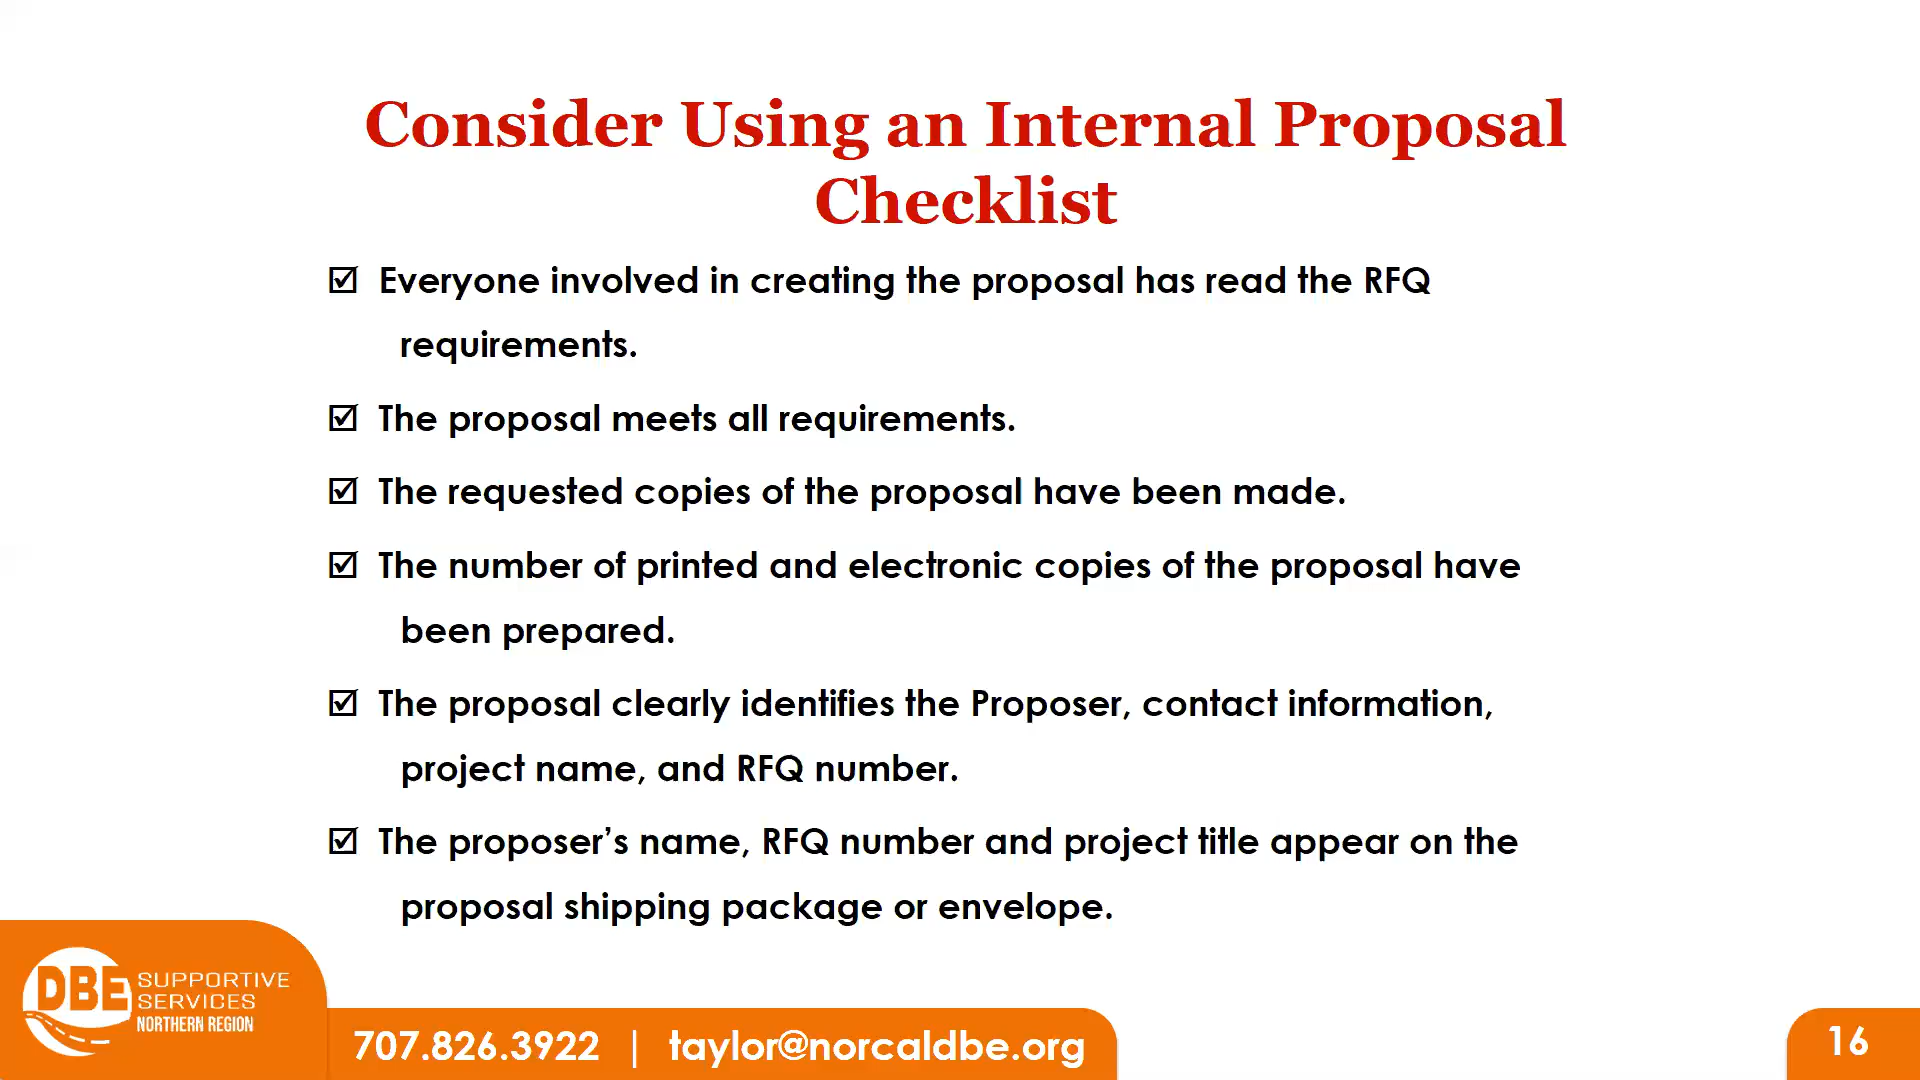 Consider Using an Internal Proposal
Checklist
☑ Everyone involved in creating the proposal has read the RFQ
requirements.
☑ The proposal meets all requirements.
☑ The requested copies of the proposal have been made.
☑ The number of printed and electronic copies of the proposal have
been prepared.
☑ The proposal clearly identifies the Proposer, contact information,
project name, and RFQ number.
☑ The proposer’s name, RFQ number and project title appear on the
proposal shipping package or envelope.
DBE SUPPORTIVE
SERVICES
NORTHERN REGION
707.826.3922 | taylor@norcaldbe.org
16